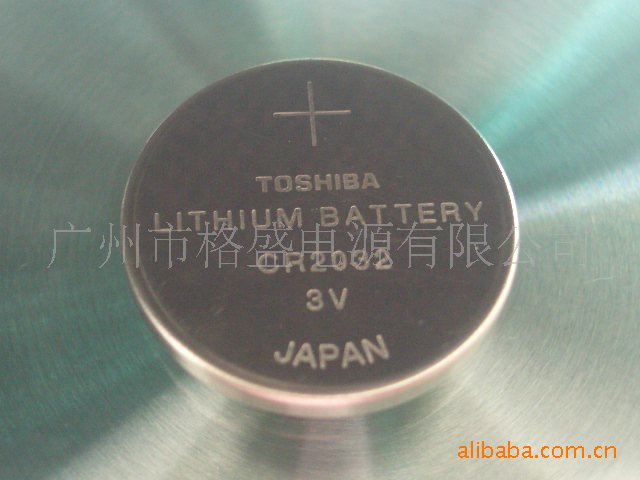 +
TOSHIBA
LITHIUM BATTERY
广州市格盛电源有限公司
CR2032
3V
JAPAN
alibaba.com.cn